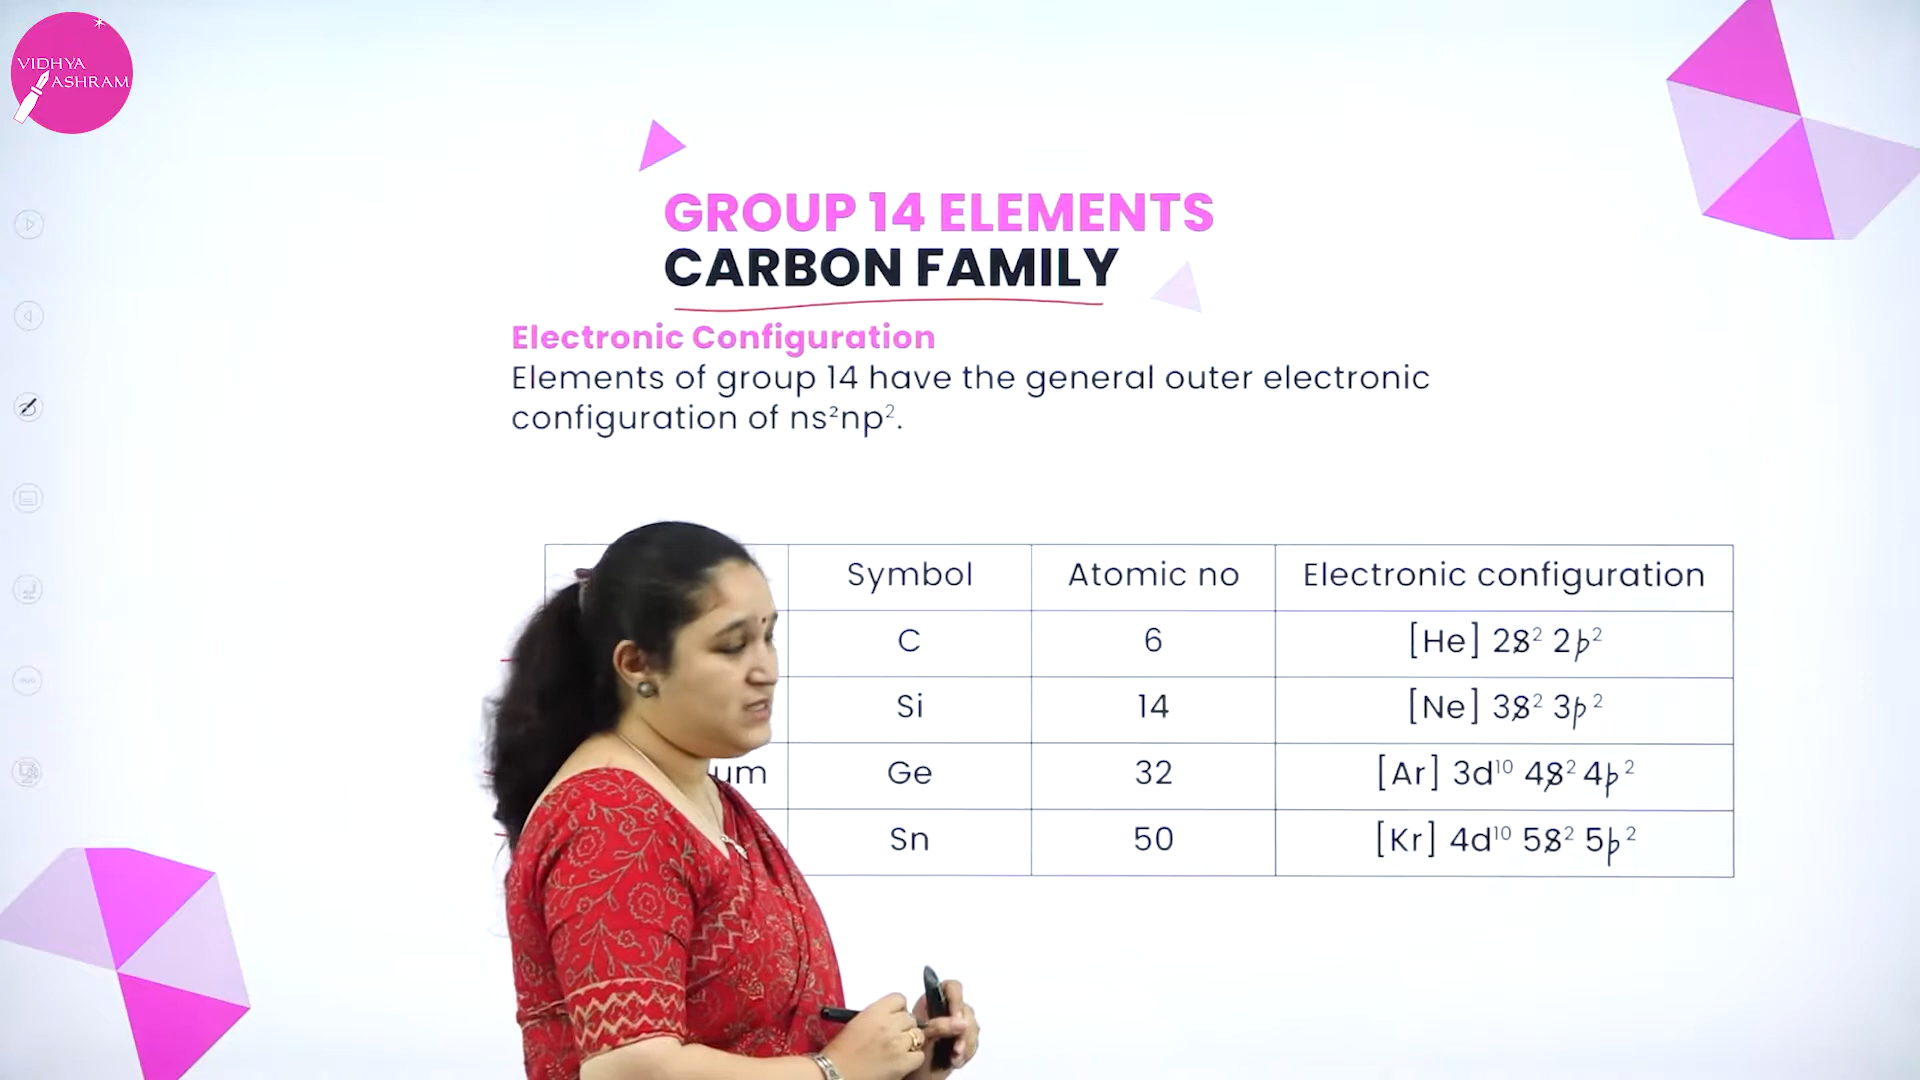 VIDHYA
ASHRAM
GROUP 14 ELEMENTS
CARBON FAMILY
Electronic Configuration
Elements of group 14 have the general outer electronic
configuration of ns²np².
Symbol Atomic no Electronic configuration
C 6 [He] 2s² 2p²
Si 14 [Ne] 3s² 3p²
um Ge 32 [Ar] 3d¹⁰ 4s² 4p²
Sn 50 [Kr] 4d¹⁰ 5s² 5p²